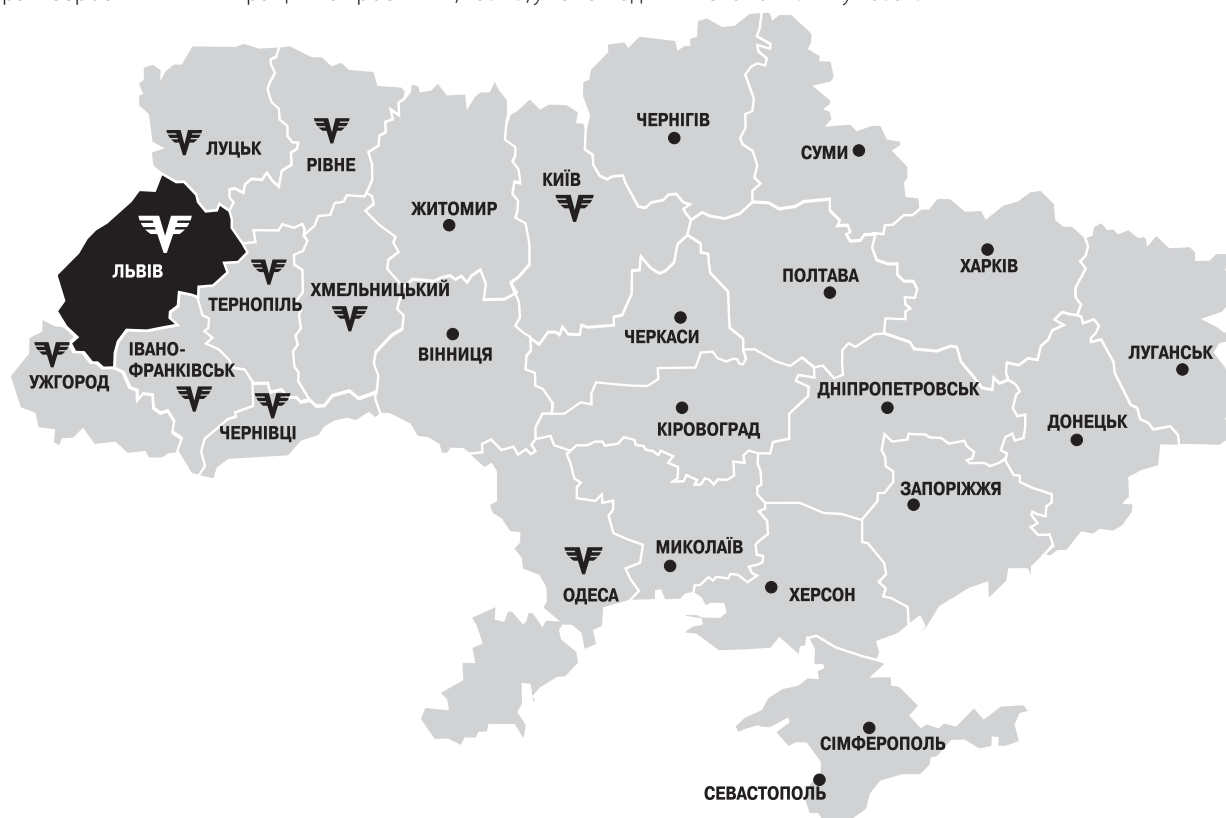 ЧЕРНІГІВ
СУМИ
ЛУЦЬК
РІВНЕ
КИЇВ
ЖИТОМИР
ЛЬВІВ
ТЕРНОПІЛЬ
ХМЕЛЬНИЦЬКИЙ
ПОЛТАВА
ХАРКІВ
ЧЕРКАСИ
ВІННИЦЯ
ІВАНО-
ФРАНКІВСЬК
УЖГОРОД
ЛУГАНСЬК
ДНІПРОПЕТРОВСЬК
ЧЕРНІВЦІ
КІРОВОГРАД
ДОНЕЦЬК
ЗАПОРІЖЖЯ
МИКОЛАЇВ
ОДЕСА
ХЕРСОН
СІМФЕРОПОЛЬ
СЕВАСТОПОЛЬ